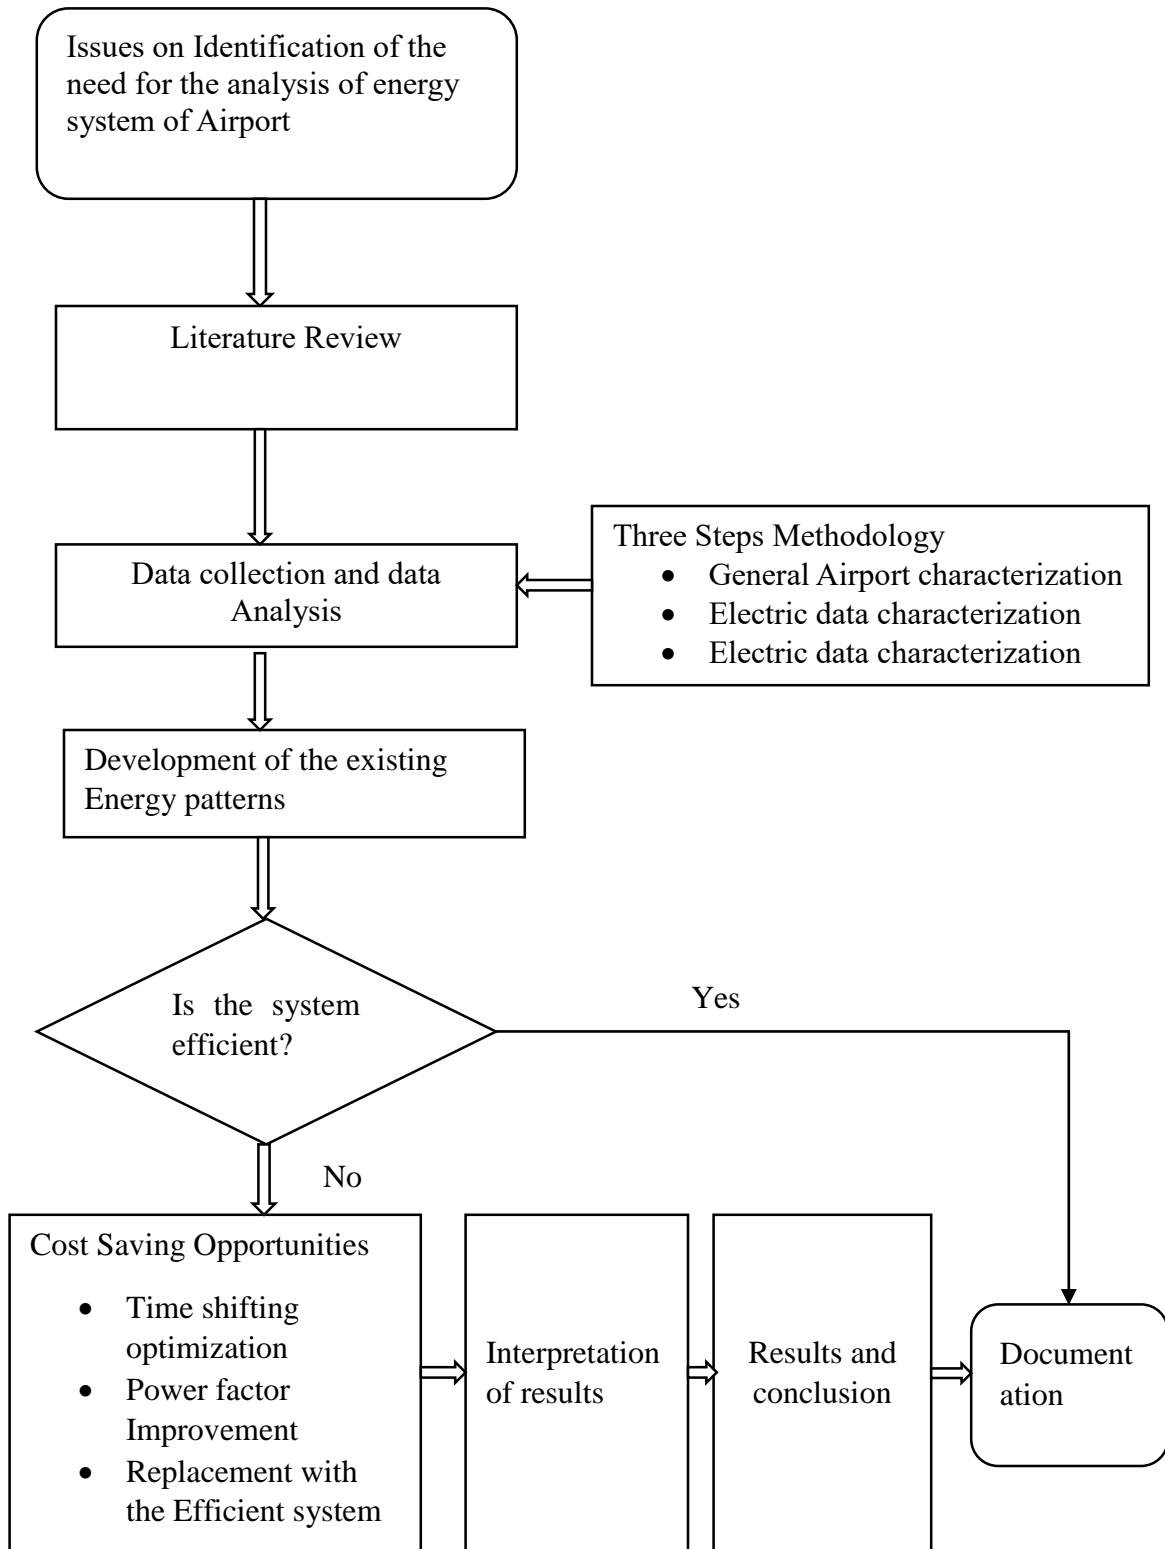 Issues on Identification of the
need for the analysis of energy
system of Airport
Literature Review
Data collection and data
Analysis
Three Steps Methodology
• General Airport characterization
• Electric data characterization
• Electric data characterization
Development of the existing
Energy patterns
Is the system
efficient?
Yes
No
Cost Saving Opportunities
• Time shifting
optimization
• Power factor
Improvement
• Replacement with
the Efficient system
Interpretation
of results
Results and
conclusion
Document
ation